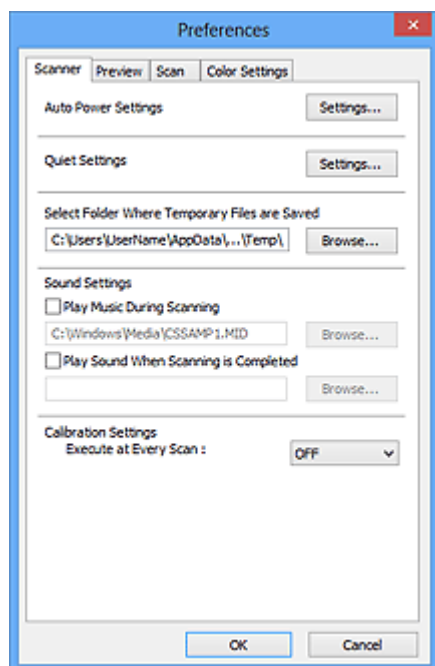 Preferences
Scanner Preview Scan Color Settings
Auto Power Settings Settings...
Quiet Settings Settings...
Select Folder Where Temporary Files are Saved
C:\Users\UserName\AppData\...\Temp\ Browse...
Sound Settings
Play Music During Scanning
C:\Windows\Media\CSSAMP1.MID Browse...
Play Sound When Scanning is Completed
Browse...
Calibration Settings
Execute at Every Scan : OFF
OK Cancel